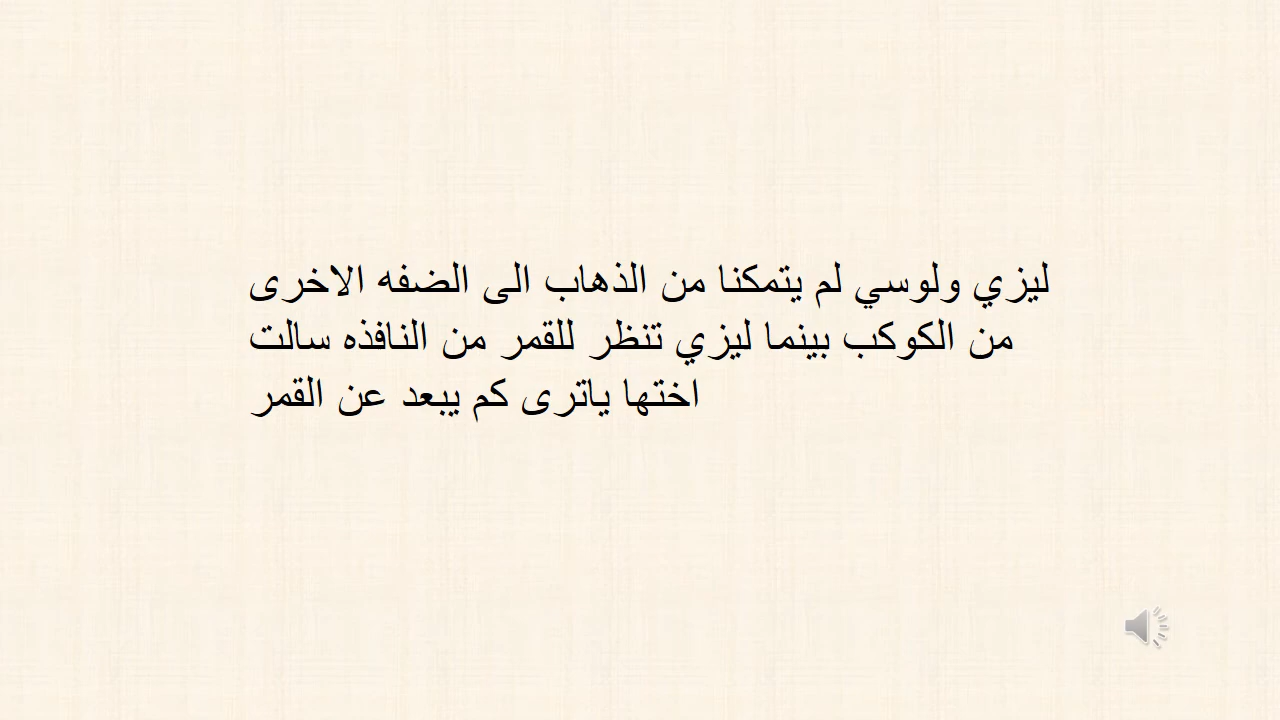 ليزي ولوسي لم يتمكنا من الذهاب الى الضفه الاخرى
من الكوكب بينما ليزي تنظر للقمر من النافذه سالت
اختها ياترى كم يبعد عن القمر